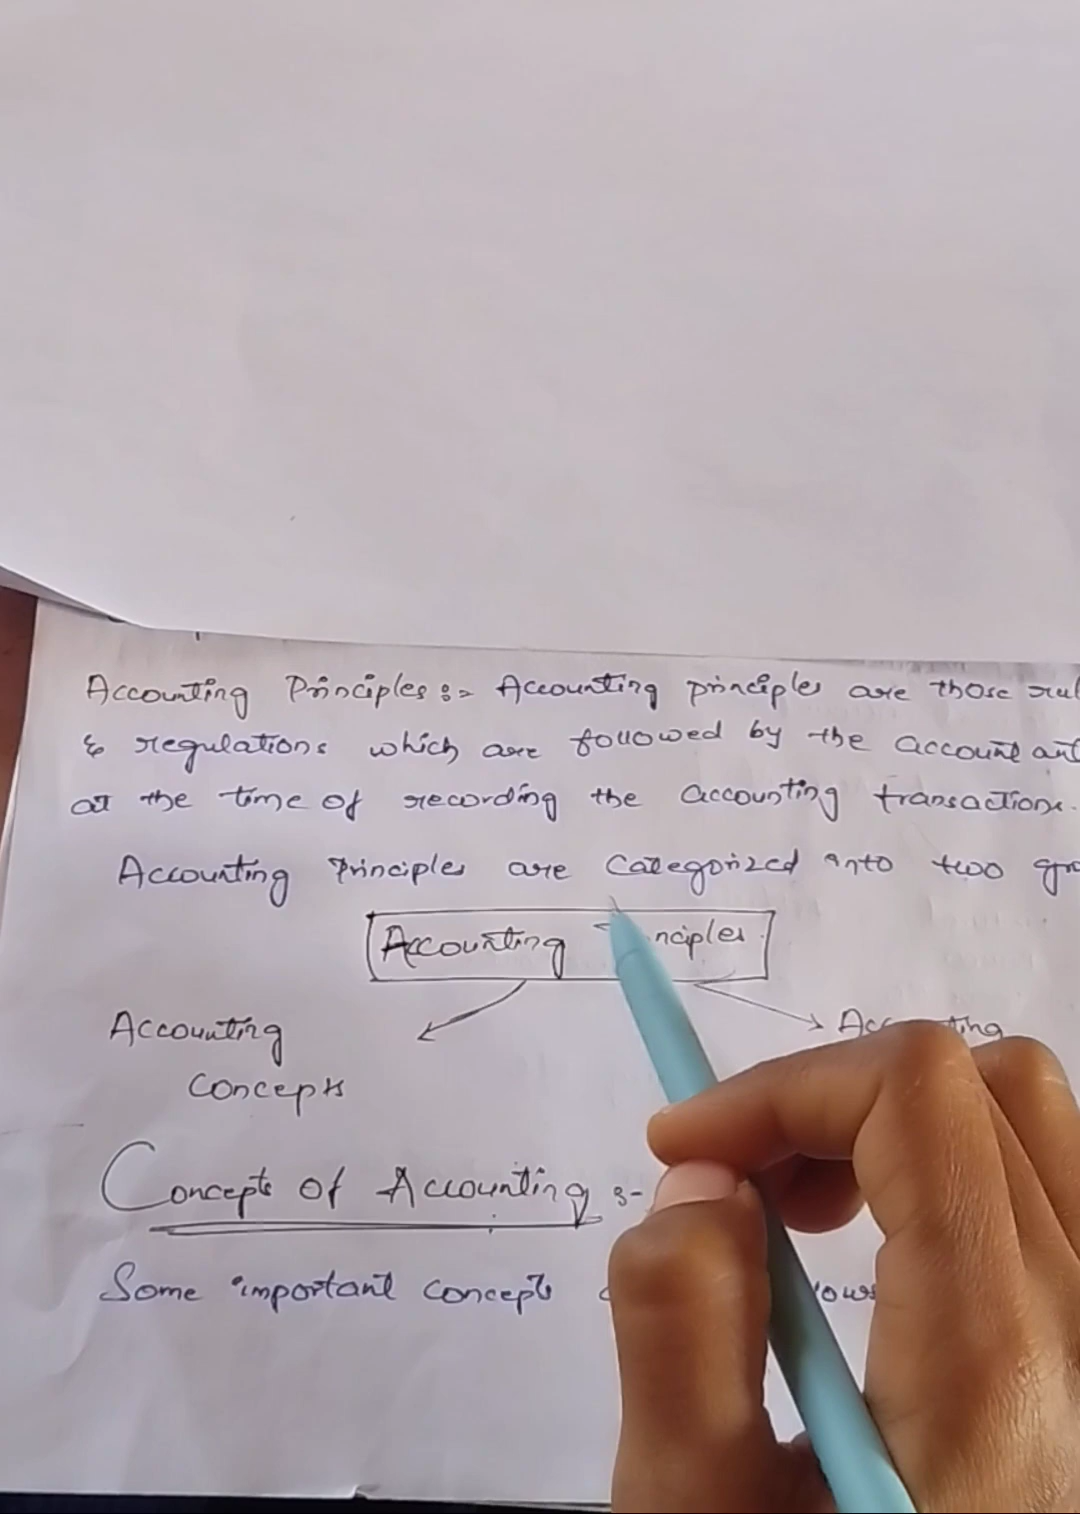 Accounting Principles :- Accounting principles are those
& regulations which are followed by the accountant
at the time of recording the accounting transactions.
Accounting Principles are Categorized into two
Accounting
Accounting
Accounting
Concepts
Concepts of Accounting :-
Some important concepts